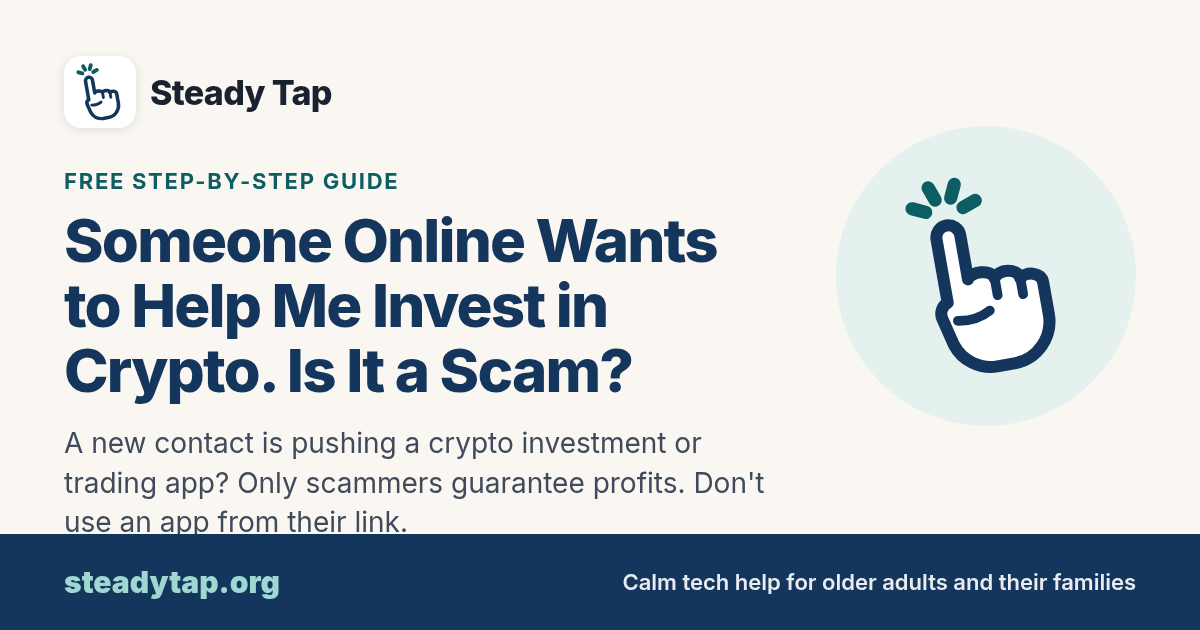 Steady Tap
FREE STEP-BY-STEP GUIDE
Someone Online Wants
to Help Me Invest in
Crypto. Is It a Scam?
A new contact is pushing a crypto investment or
trading app? Only scammers guarantee profits. Don't
use an app from their link.
steadytap.org
Calm tech help for older adults and their families